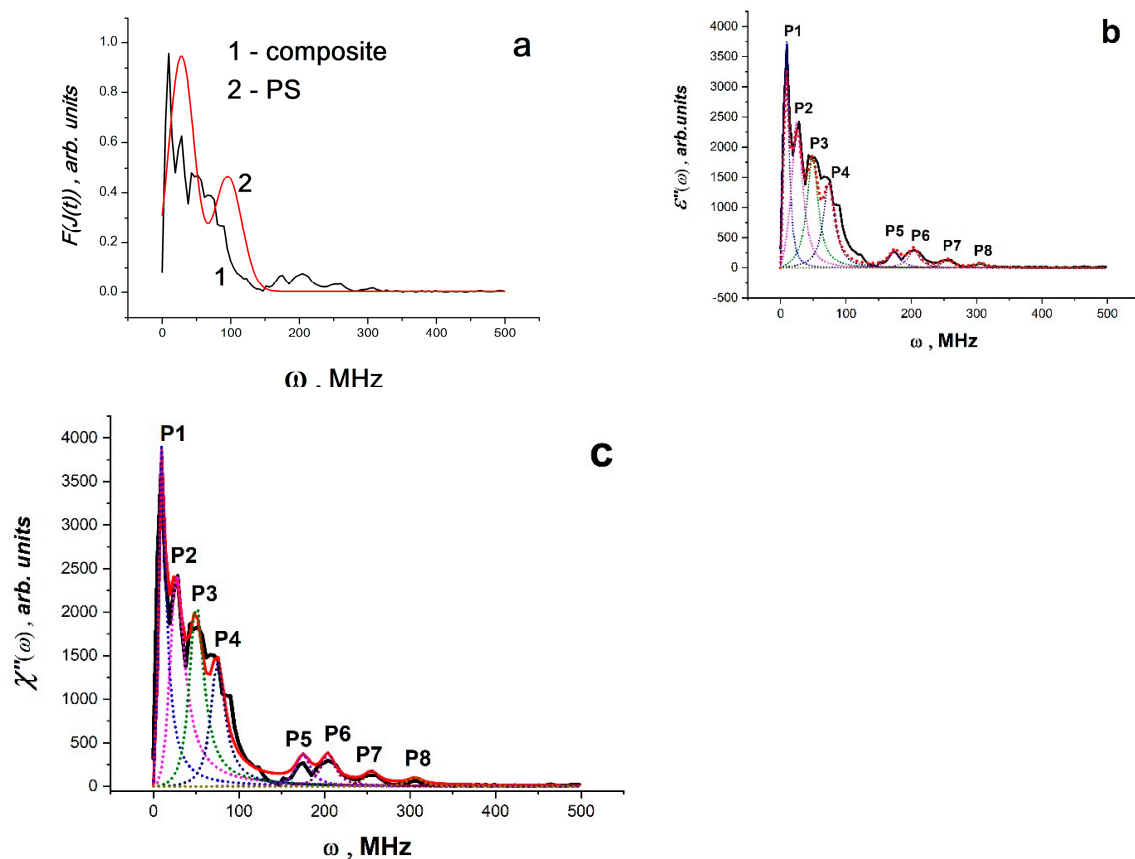 a
1 - composite
2 - PS
F(J(t)) , arb. units
1.0
0.8
0.6
0.4
0.2
0.0
2
1
0 100 200 300 400 500
ω , MHz
b
ε''(ω) , arb.units
4000
3500
3000
2500
2000
1500
1000
500
0
-500
P1
P2
P3
P4
P5 P6 P7 P8
0 100 200 300 400 500
ω , MHz
c
χ''(ω) , arb. units
4000
3500
3000
2500
2000
1500
1000
500
0
P1
P2
P3
P4
P5 P6 P7 P8
0 100 200 300 400 500
ω , MHz